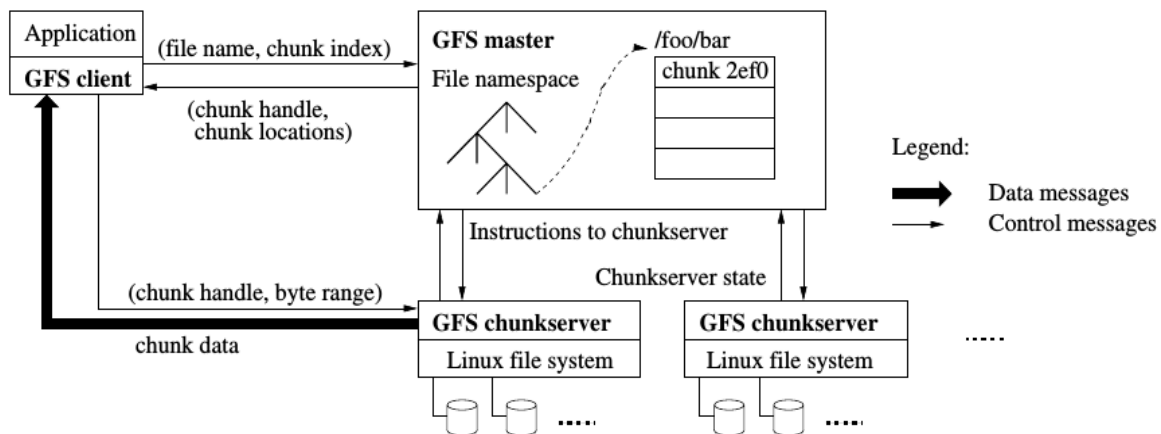 Application
GFS client
(file name, chunk index)
(chunk handle,
chunk locations)
GFS master
File namespace
/foo/bar
chunk 2ef0
Legend:
Data messages
Control messages
Instructions to chunkserver
Chunkserver state
(chunk handle, byte range)
chunk data
GFS chunkserver
Linux file system
GFS chunkserver
Linux file system